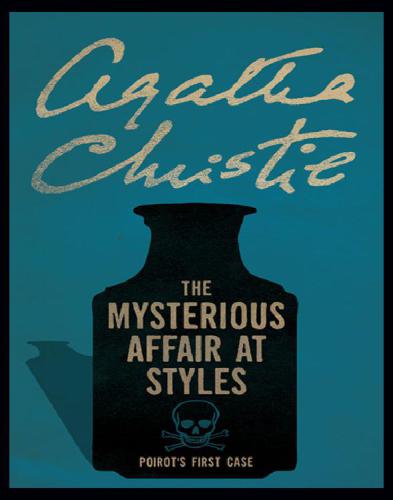 Agatha
Christie
THE
MYSTERIOUS
AFFAIR AT
STYLES
POIROT'S FIRST CASE